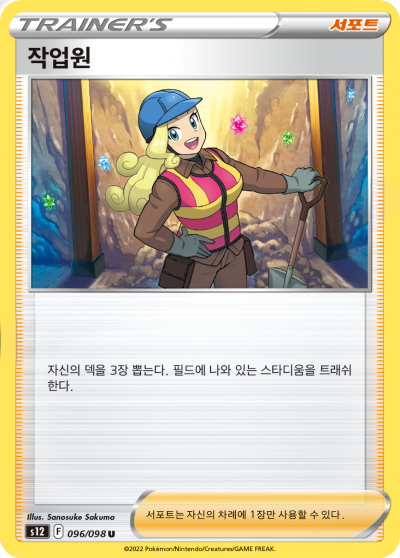 TRAINER'S
서포트
작업원
자신의 덱을 3장 뽑는다. 필드에 나와 있는 스타디움을 트래쉬
한다.
Illus. Sanosuke Sakuma
s12 F 096/098 U
서포트는 자신의 차례에 1장만 사용할 수 있다.
©2022 Pokémon/Nintendo/Creatures/GAME FREAK.